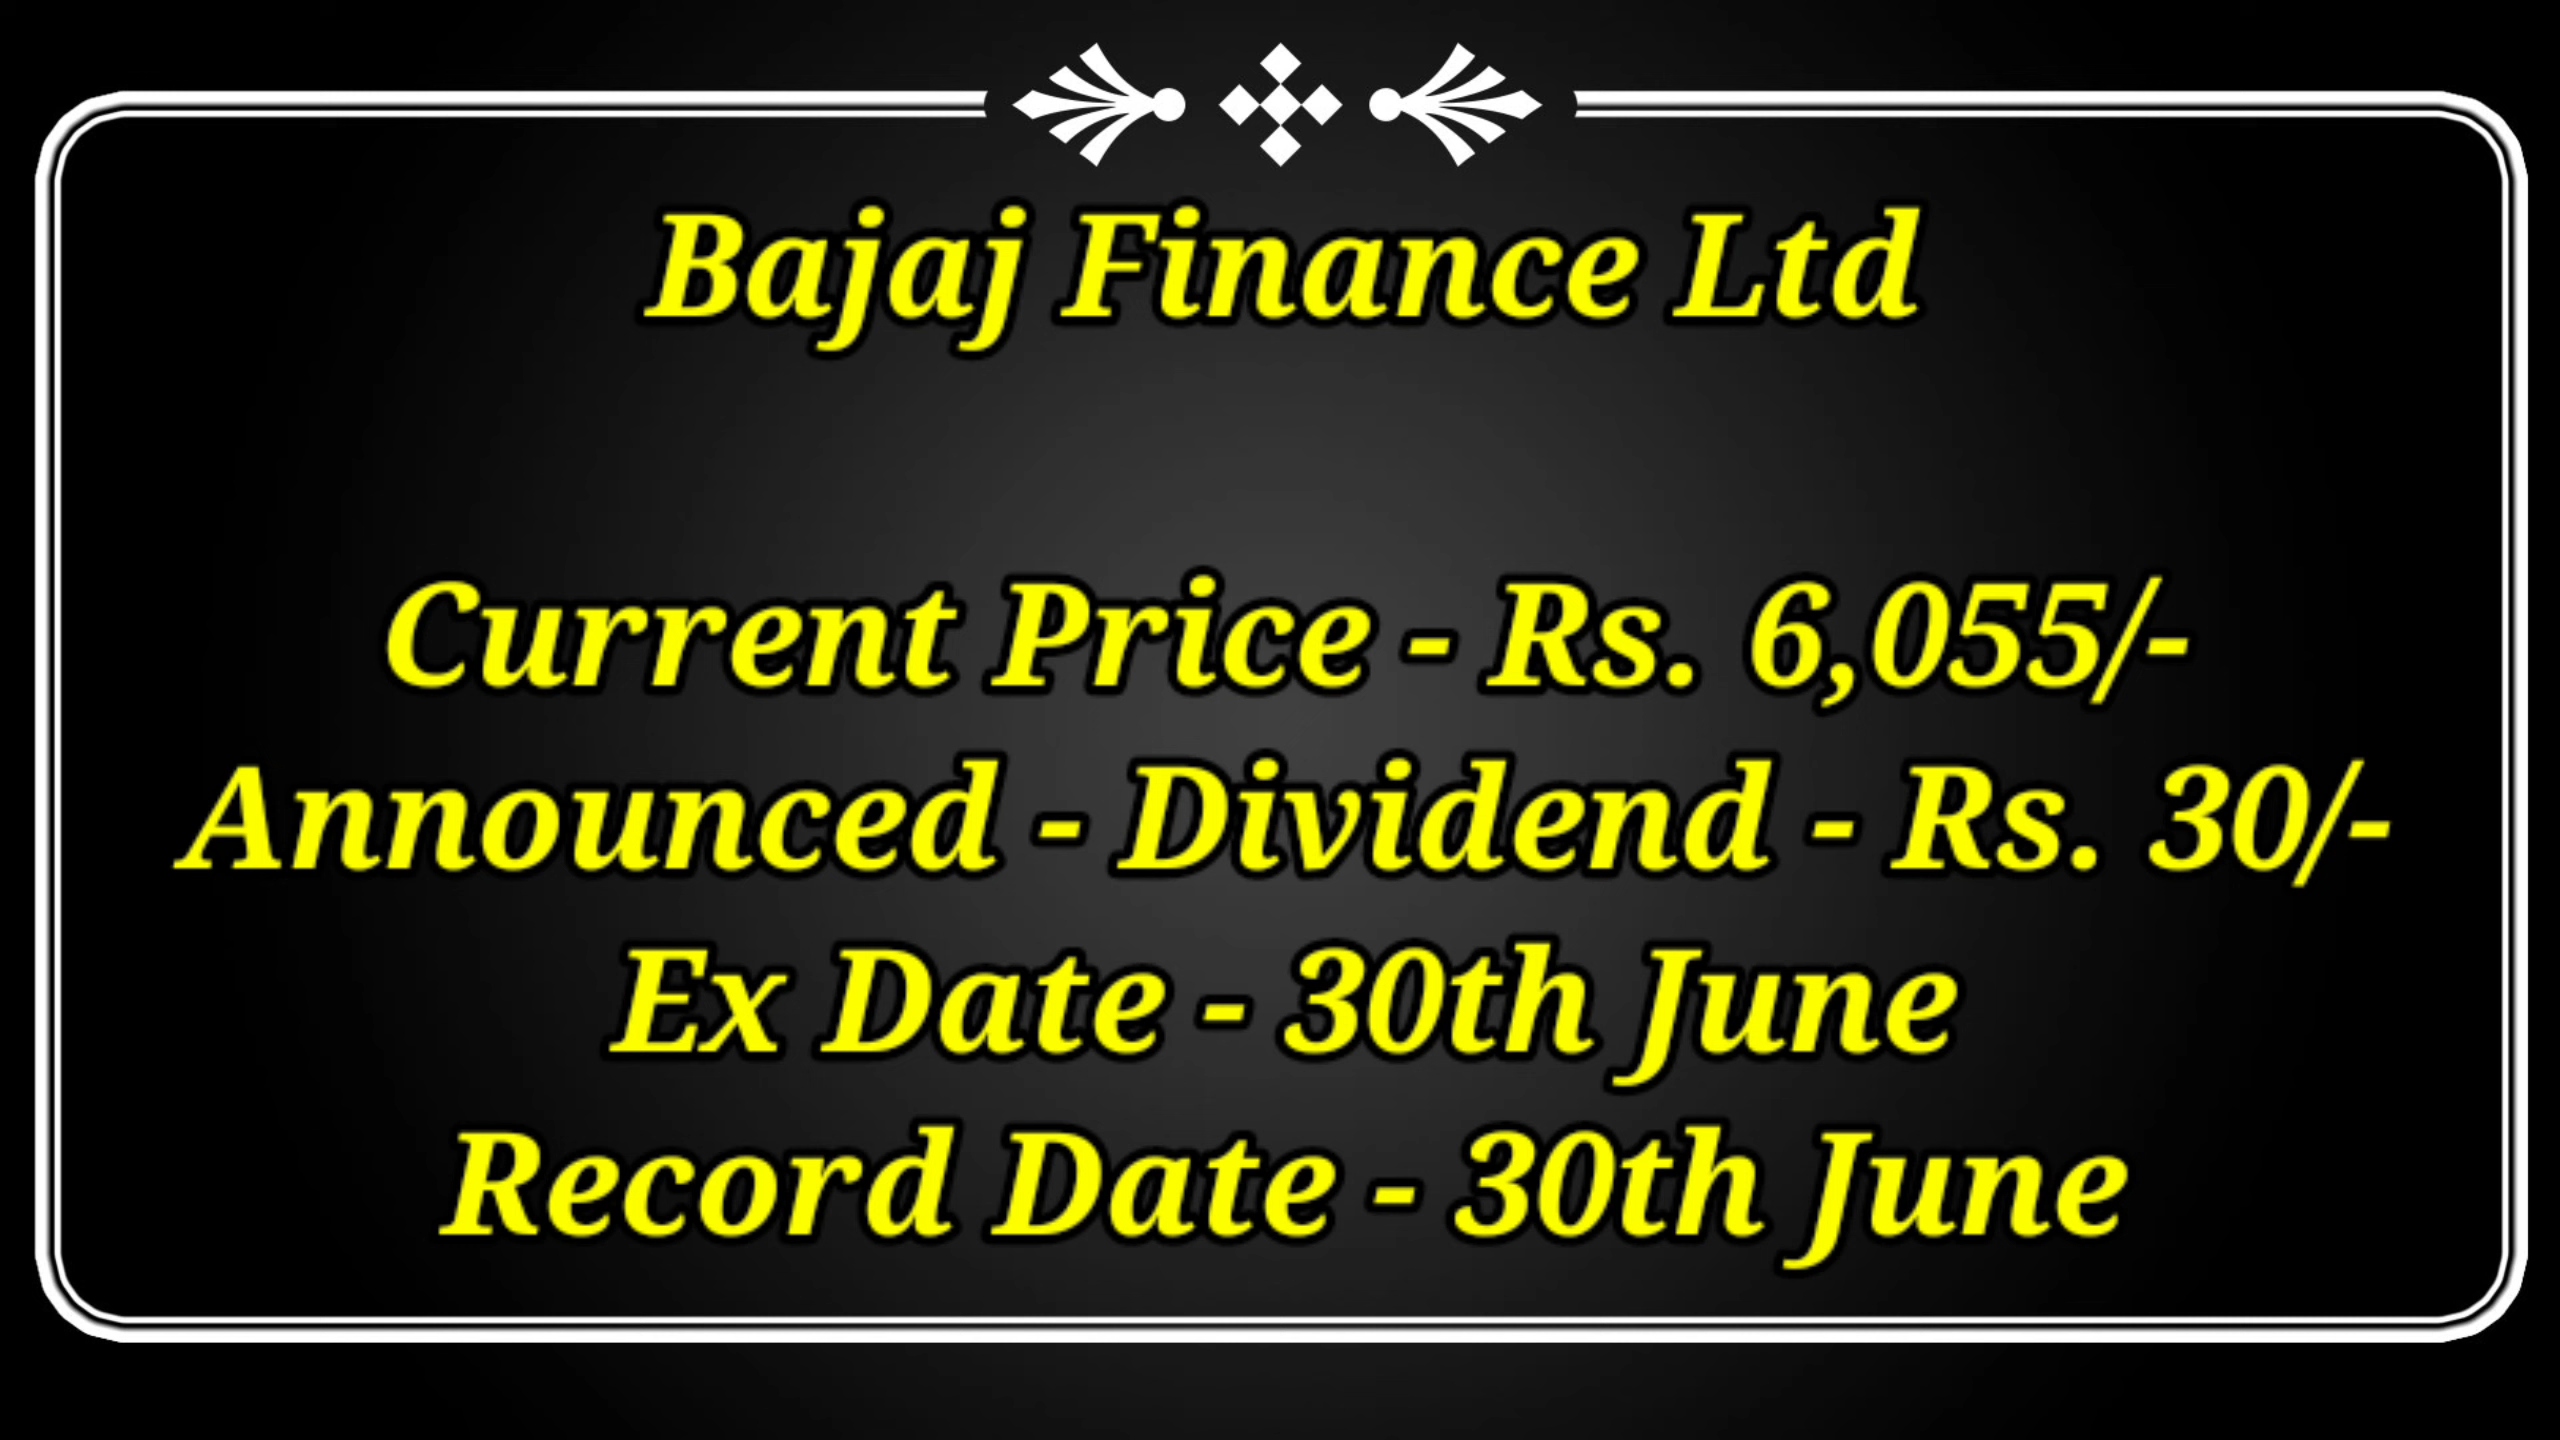 Bajaj Finance Ltd
Current Price - Rs. 6,055/-
Announced - Dividend - Rs. 30/-
Ex Date - 30th June
Record Date - 30th June